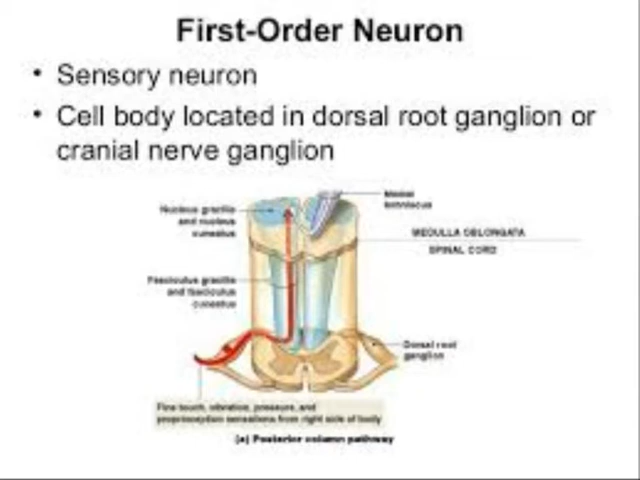 First-Order Neuron
• Sensory neuron
• Cell body located in dorsal root ganglion or
cranial nerve ganglion
Medial
lemniscus
Nucleus gracilis
and nucleus
cuneatus
MEDULLA OBLONGATA
SPINAL CORD
Fasciculus gracilis
and fasciculus
cuneatus
Dorsal root
ganglion
Fine touch, vibration, pressure, and
proprioception sensations from right side of body
(a) Posterior column pathway